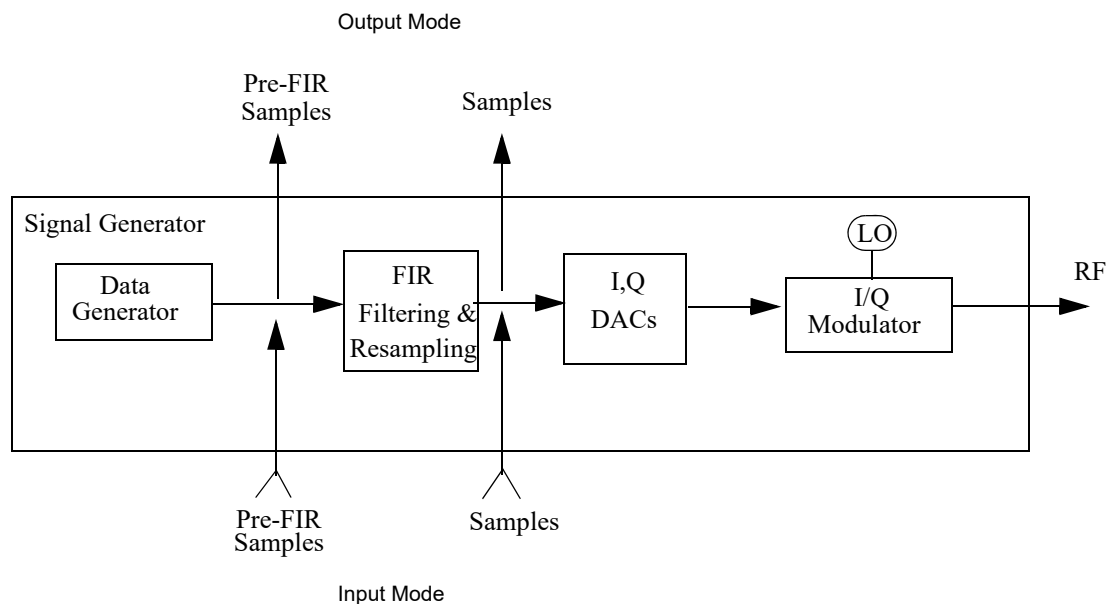 Output Mode
Pre-FIR
Samples
Samples
Signal Generator
Data
Generator
FIR
Filtering &
Resampling
I,Q
DACs
LO
I/Q
Modulator
RF
Pre-FIR
Samples
Samples
Input Mode